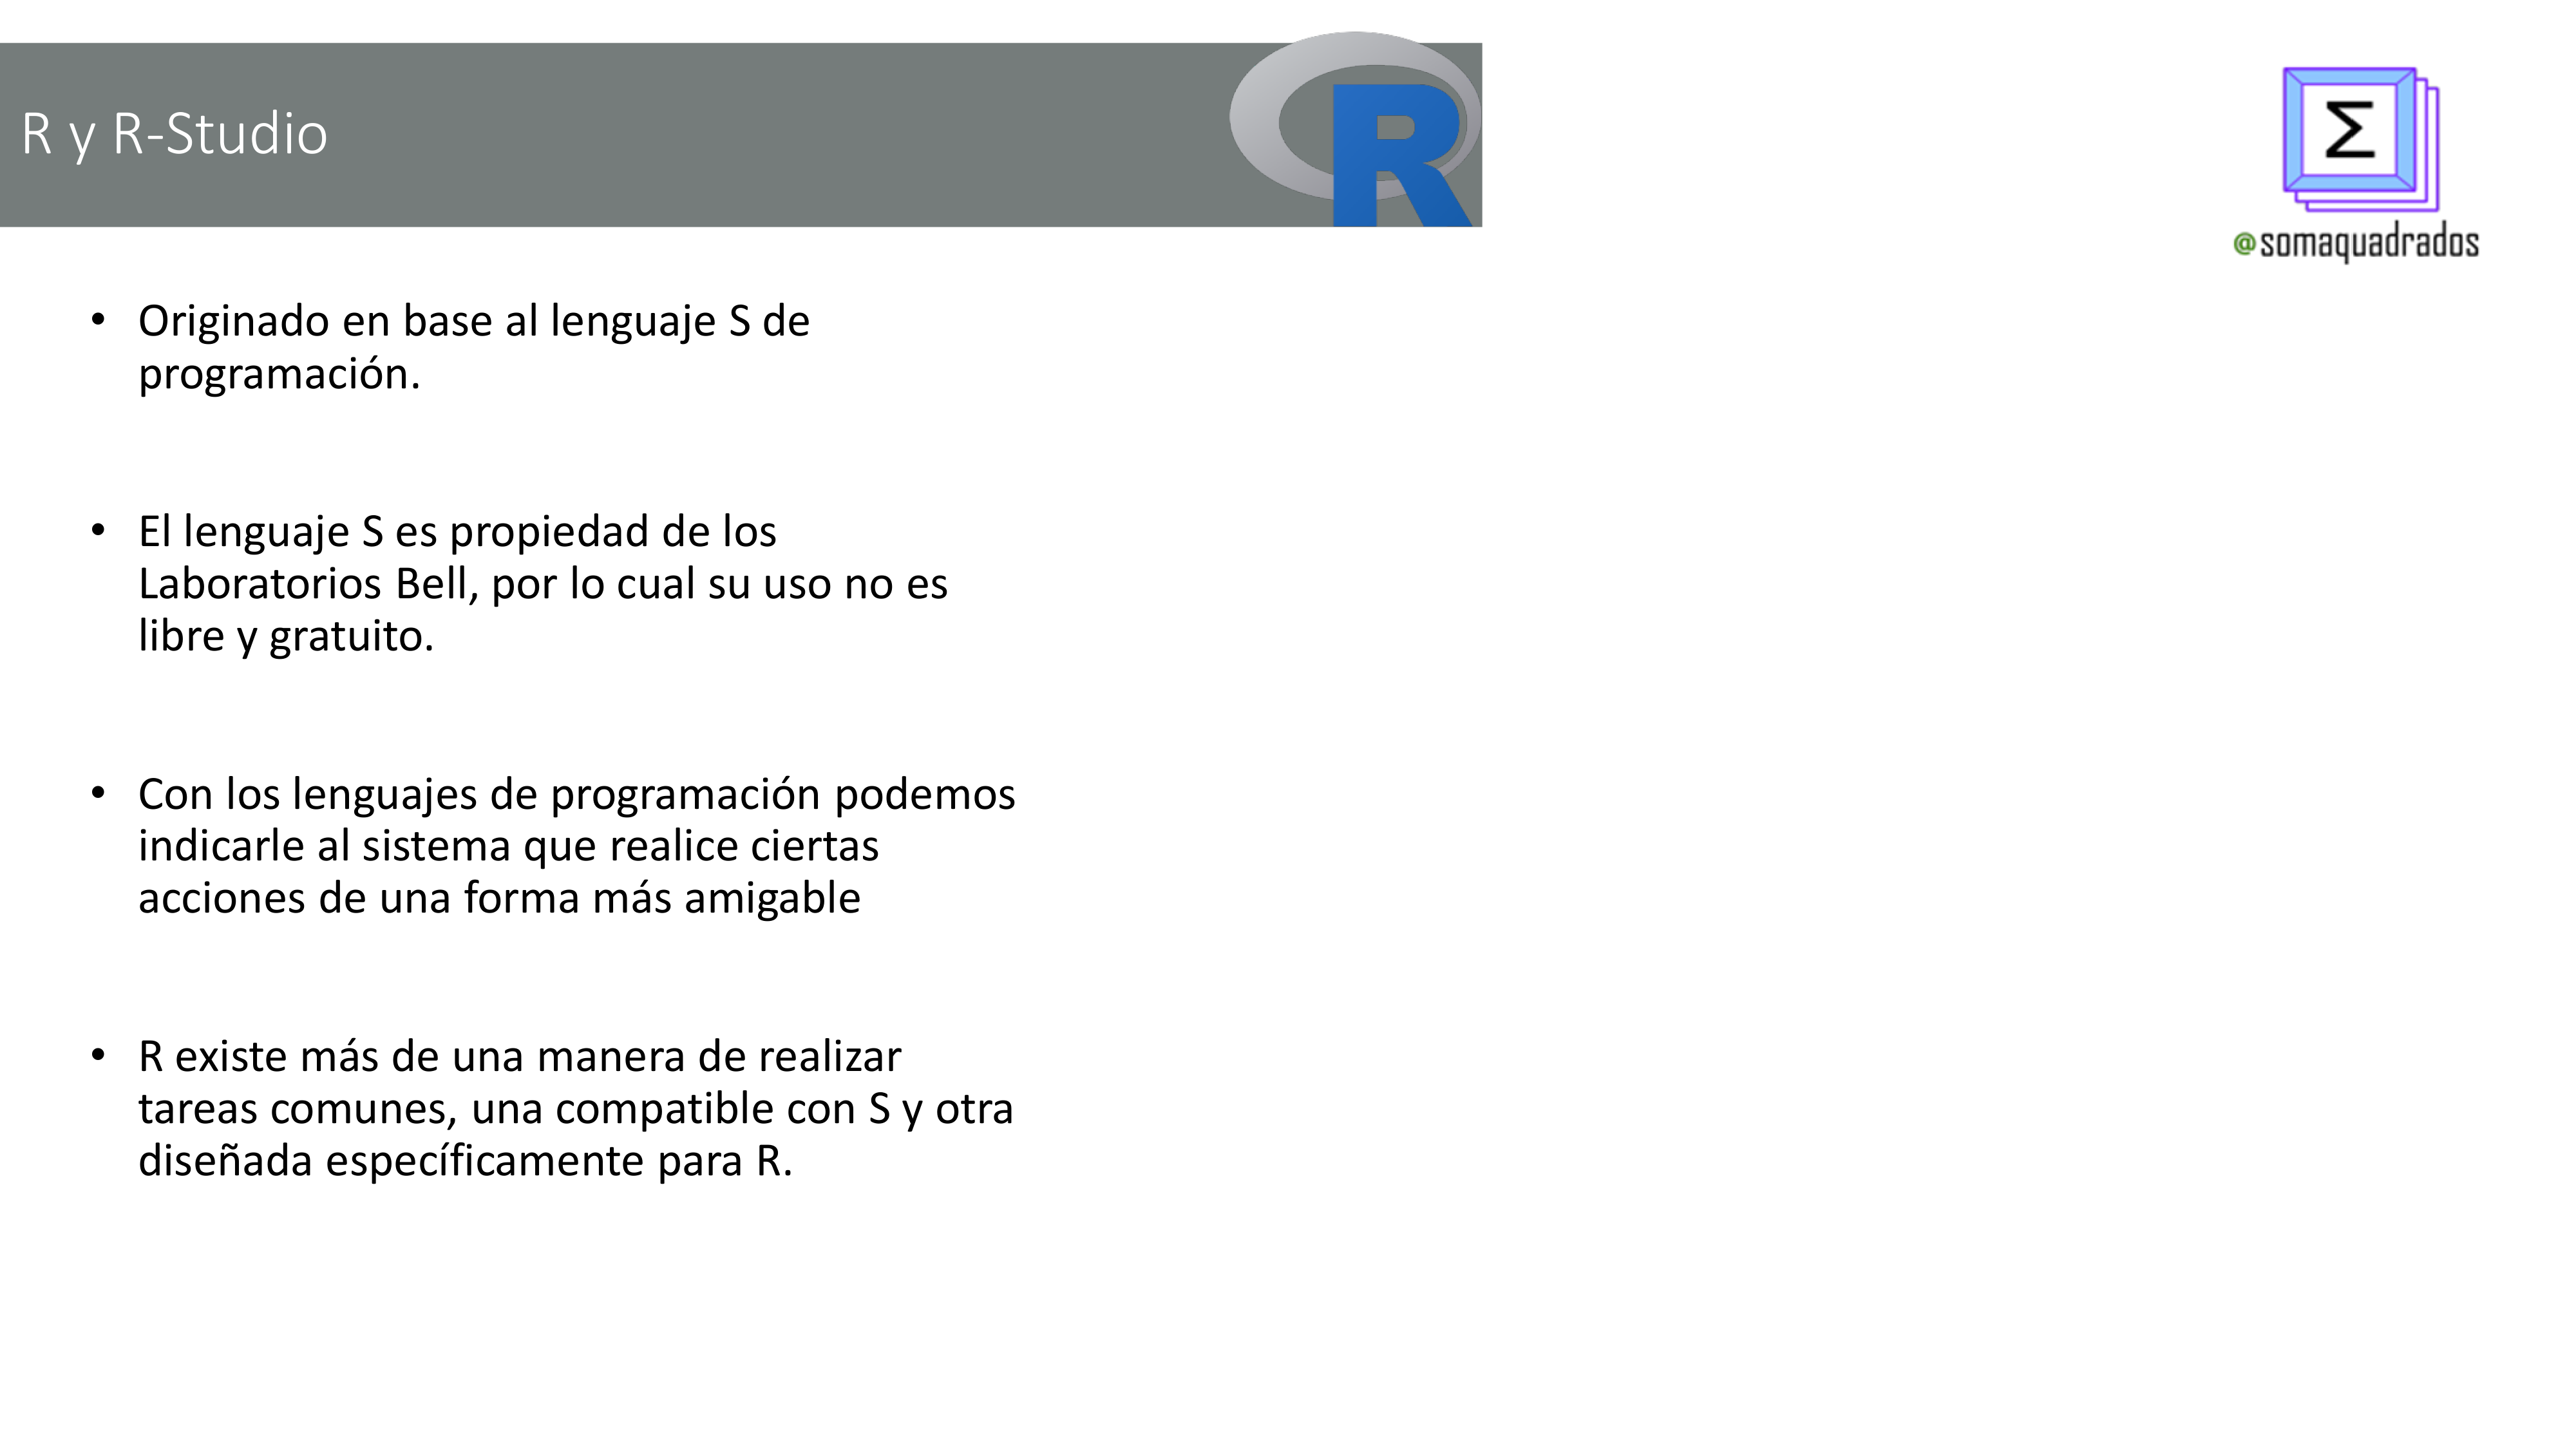 R y R-Studio
R
Σ
@somaquadrados
• Originado en base al lenguaje S de
programación.
• El lenguaje S es propiedad de los
Laboratorios Bell, por lo cual su uso no es
libre y gratuito.
• Con los lenguajes de programación podemos
indicarle al sistema que realice ciertas
acciones de una forma más amigable
• R existe más de una manera de realizar
tareas comunes, una compatible con S y otra
diseñada específicamente para R.